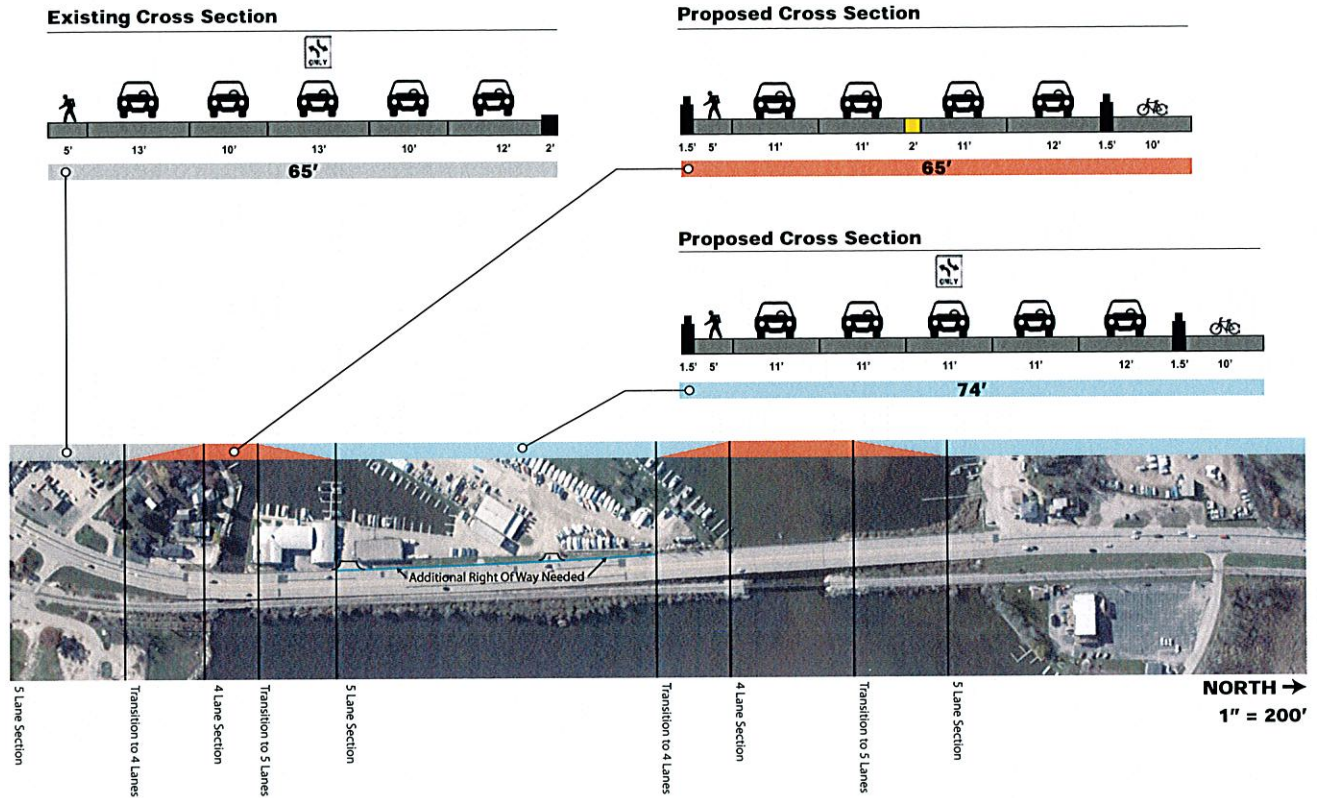 Existing Cross Section
ONLY
5' 13' 10' 13' 10' 12' 2'
65'
Proposed Cross Section
1.5' 5' 11' 11' 2' 11' 12' 1.5' 10'
65'
Proposed Cross Section
ONLY
1.5' 5' 11' 11' 11' 11' 12' 1.5' 10'
74'
Additional Right Of Way Needed
5 Lane Section
Transition to 4 Lanes
4 Lane Section
Transition to 5 Lanes
5 Lane Section
Transition to 4 Lanes
4 Lane Section
Transition to 5 Lanes
5 Lane Section
NORTH →
1" = 200'